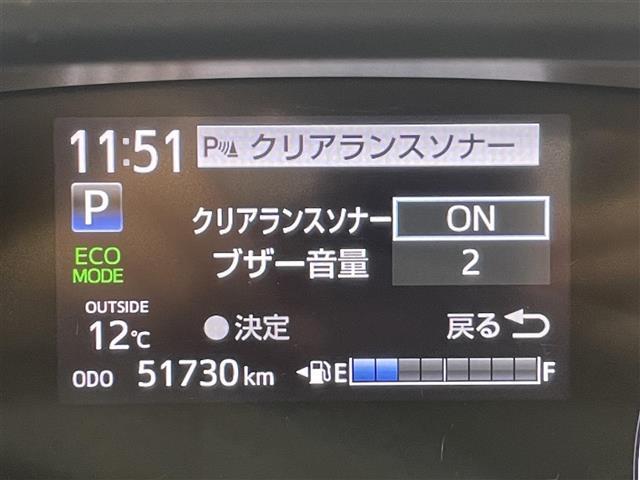 11:51 P クリアランスソナー
P
クリアランスソナー ON
ECO
MODE
ブザー音量 2
OUTSIDE
12℃
決定 戻る
ODO 51730 km E F